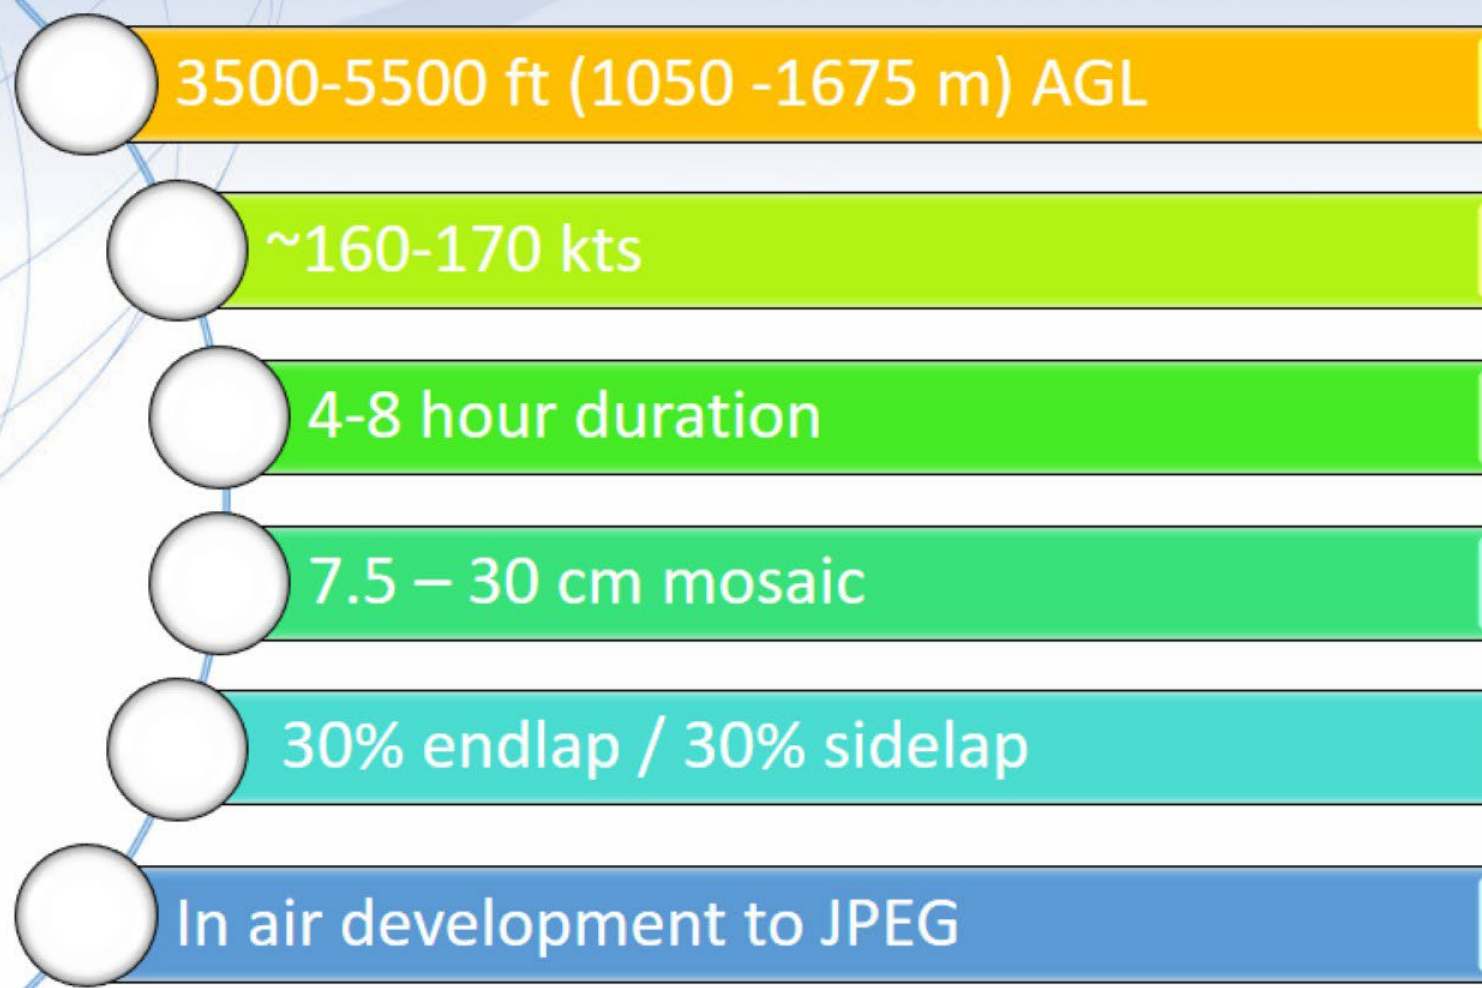 3500-5500 ft (1050 -1675 m) AGL
~160-170 kts
4-8 hour duration
7.5 – 30 cm mosaic
30% endlap / 30% sidelap
In air development to JPEG